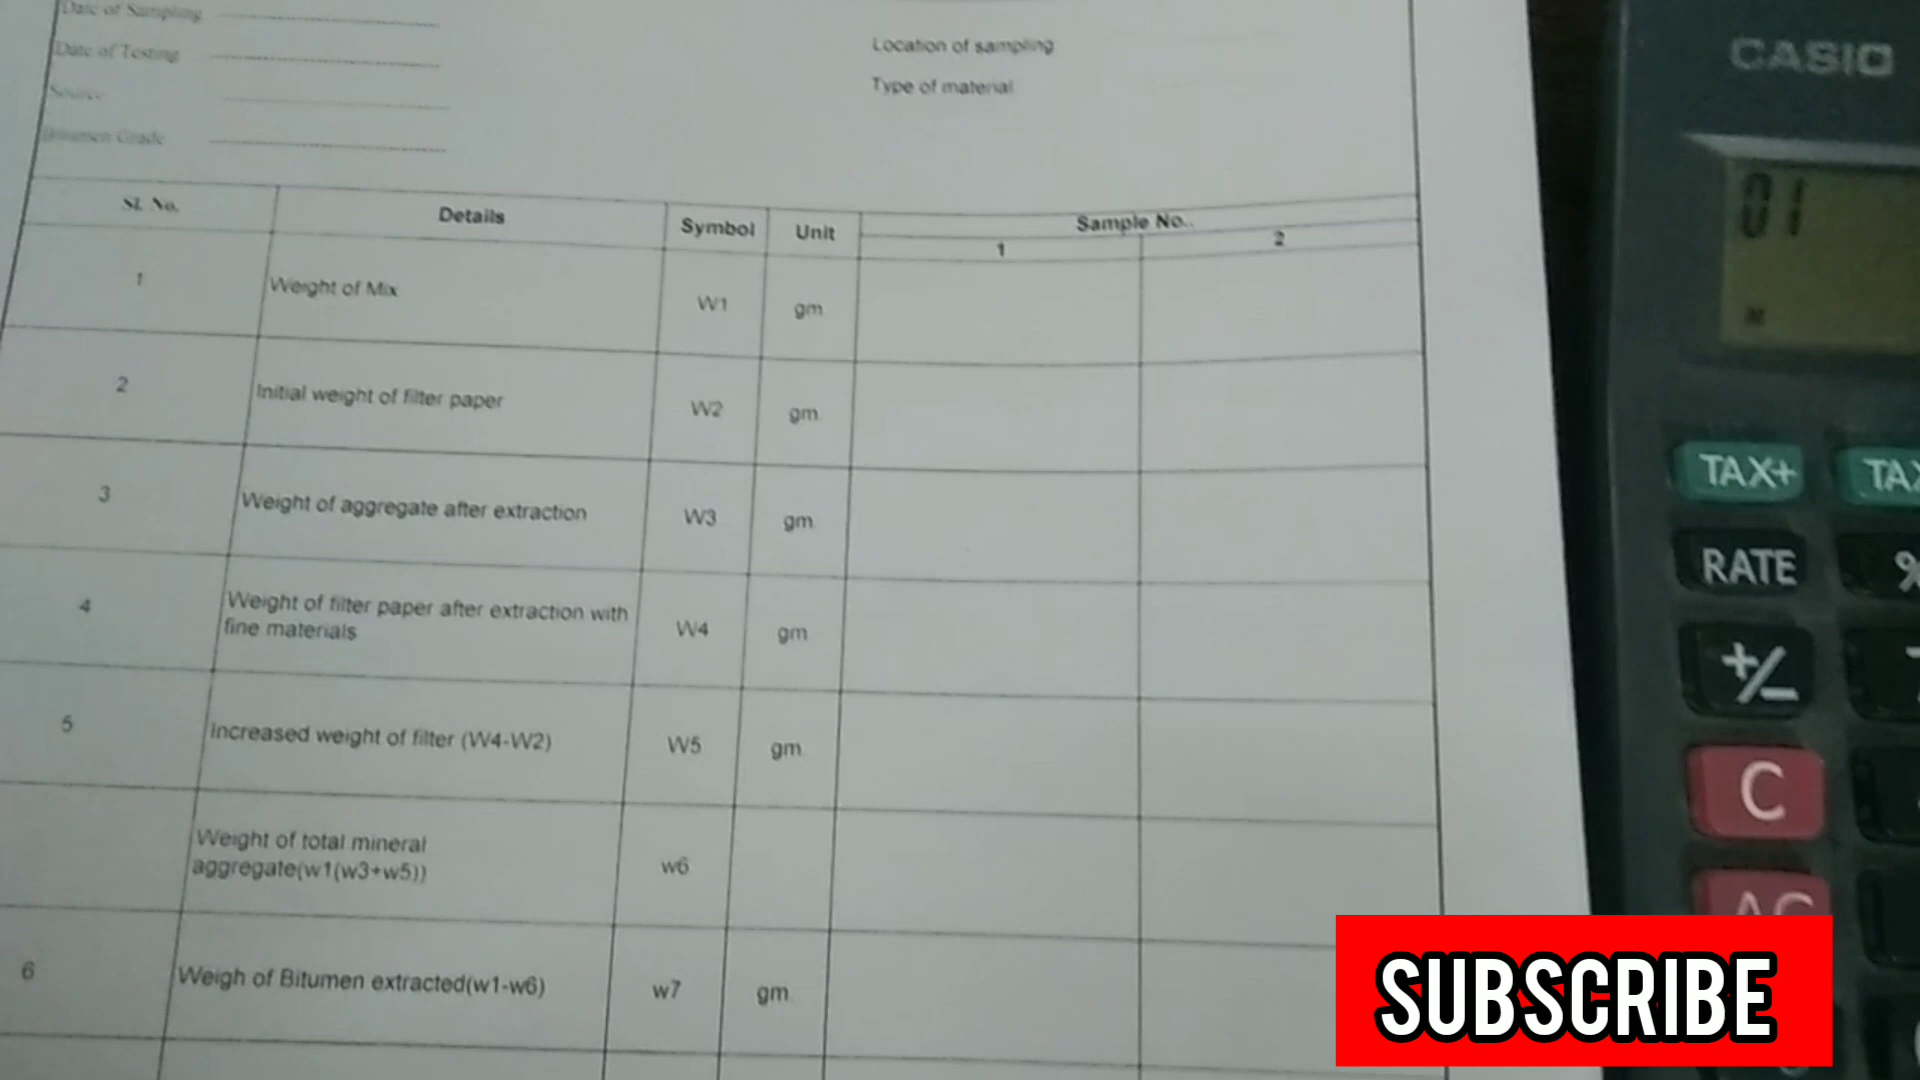 Date of Sampling
Date of Testing
Source
Bitumen Grade
Location of sampling
Type of material
Sl. No. Details Symbol Unit Sample No..
1 2
1 Weight of Mix W1 gm
2 Initial weight of filter paper W2 gm
3 Weight of aggregate after extraction W3 gm
4 Weight of filter paper after extraction with
fine materials W4 gm
5 Increased weight of filter (W4-W2) W5 gm
Weight of total mineral
aggregate(w1(w3+w5)) w6
6 Weigh of Bitumen extracted(w1-w6) w7 gm
CASIO
01
M
TAX+ TAX
RATE %
+/-
C
AC
SUBSCRIBE